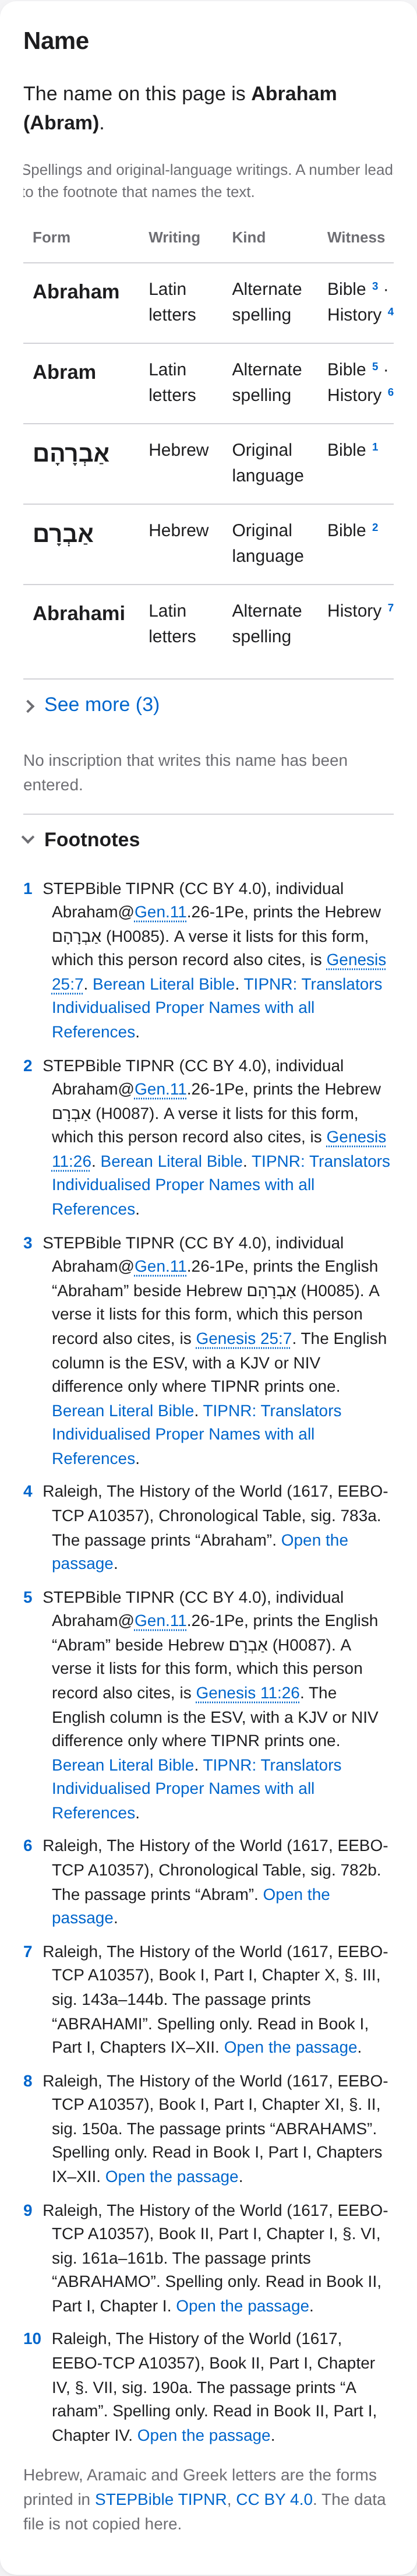 Name
The name on this page is Abraham
(Abram).
Spellings and original-language writings. A number lead
to the footnote that names the text.
Form Writing Kind Witness
Abraham Latin letters Alternate spelling Bible 3 · History 4
Abram Latin letters Alternate spelling Bible 5 · History 6
אַבְרָהָם Hebrew Original language Bible 1
אַבְרָם Hebrew Original language Bible 2
Abrahami Latin letters Alternate spelling History 7
See more (3)
No inscription that writes this name has been
entered.
Footnotes
1 STEPBible TIPNR (CC BY 4.0), individual
Abraham@Gen.11.26-1Pe, prints the Hebrew
אַבְרָהָם (H0085). A verse it lists for this form,
which this person record also cites, is Genesis
25:7. Berean Literal Bible. TIPNR: Translators
Individualised Proper Names with all
References.
2 STEPBible TIPNR (CC BY 4.0), individual
Abraham@Gen.11.26-1Pe, prints the Hebrew
אַבְרָם (H0087). A verse it lists for this form,
which this person record also cites, is Genesis
11:26. Berean Literal Bible. TIPNR: Translators
Individualised Proper Names with all
References.
3 STEPBible TIPNR (CC BY 4.0), individual
Abraham@Gen.11.26-1Pe, prints the English
“Abraham” beside Hebrew אַבְרָהָם (H0085). A
verse it lists for this form, which this person
record also cites, is Genesis 25:7. The English
column is the ESV, with a KJV or NIV
difference only where TIPNR prints one.
Berean Literal Bible. TIPNR: Translators
Individualised Proper Names with all
References.
4 Raleigh, The History of the World (1617, EEBO-
TCP A10357), Chronological Table, sig. 783a.
The passage prints “Abraham”. Open the
passage.
5 STEPBible TIPNR (CC BY 4.0), individual
Abraham@Gen.11.26-1Pe, prints the English
“Abram” beside Hebrew אַבְרָם (H0087). A
verse it lists for this form, which this person
record also cites, is Genesis 11:26. The
English column is the ESV, with a KJV or NIV
difference only where TIPNR prints one.
Berean Literal Bible. TIPNR: Translators
Individualised Proper Names with all
References.
6 Raleigh, The History of the World (1617, EEBO-
TCP A10357), Chronological Table, sig. 782b.
The passage prints “Abram”. Open the
passage.
7 Raleigh, The History of the World (1617, EEBO-
TCP A10357), Book I, Part I, Chapter X, §. III,
sig. 143a–144b. The passage prints
“ABRAHAMI”. Spelling only. Read in Book I,
Part I, Chapters IX–XII. Open the passage.
8 Raleigh, The History of the World (1617, EEBO-
TCP A10357), Book I, Part I, Chapter XI, §. II,
sig. 150a. The passage prints “ABRAHAMS”.
Spelling only. Read in Book I, Part I, Chapters
IX–XII. Open the passage.
9 Raleigh, The History of the World (1617, EEBO-
TCP A10357), Book II, Part I, Chapter I, §. VI,
sig. 161a–161b. The passage prints
“ABRAHAMO”. Spelling only. Read in Book II,
Part I, Chapter I. Open the passage.
10 Raleigh, The History of the World (1617,
EEBO-TCP A10357), Book II, Part I, Chapter
IV, §. VII, sig. 190a. The passage prints “A
raham”. Spelling only. Read in Book II, Part I,
Chapter IV. Open the passage.
Hebrew, Aramaic and Greek letters are the forms
printed in STEPBible TIPNR, CC BY 4.0. The data
file is not copied here.